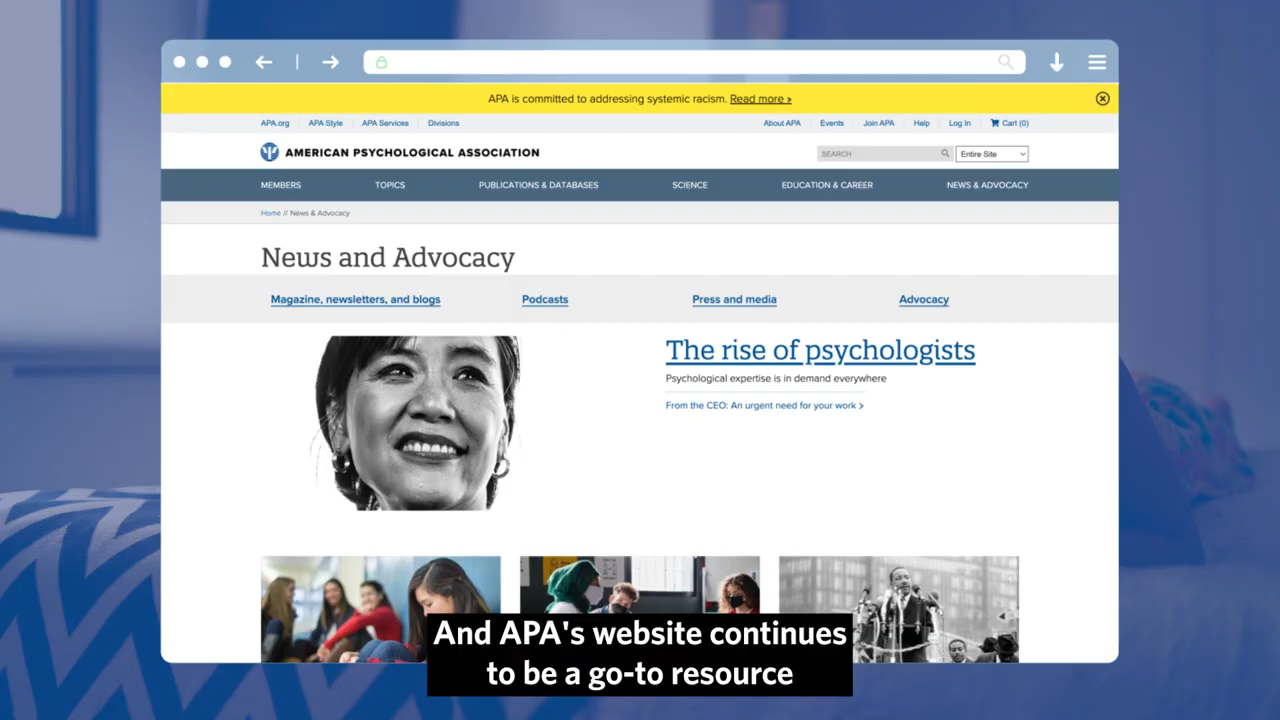 APA is committed to addressing systemic racism. Read more »
APA.org APA Style APA Services Divisions About APA Events Join APA Help Log In Cart (0)
AMERICAN PSYCHOLOGICAL ASSOCIATION
SEARCH Entire Site
MEMBERS TOPICS PUBLICATIONS & DATABASES SCIENCE EDUCATION & CAREER NEWS & ADVOCACY
Home // News & Advocacy
News and Advocacy
Magazine, newsletters, and blogs Podcasts Press and media Advocacy
The rise of psychologists
Psychological expertise is in demand everywhere
From the CEO: An urgent need for your work >
And APA's website continues
to be a go-to resource